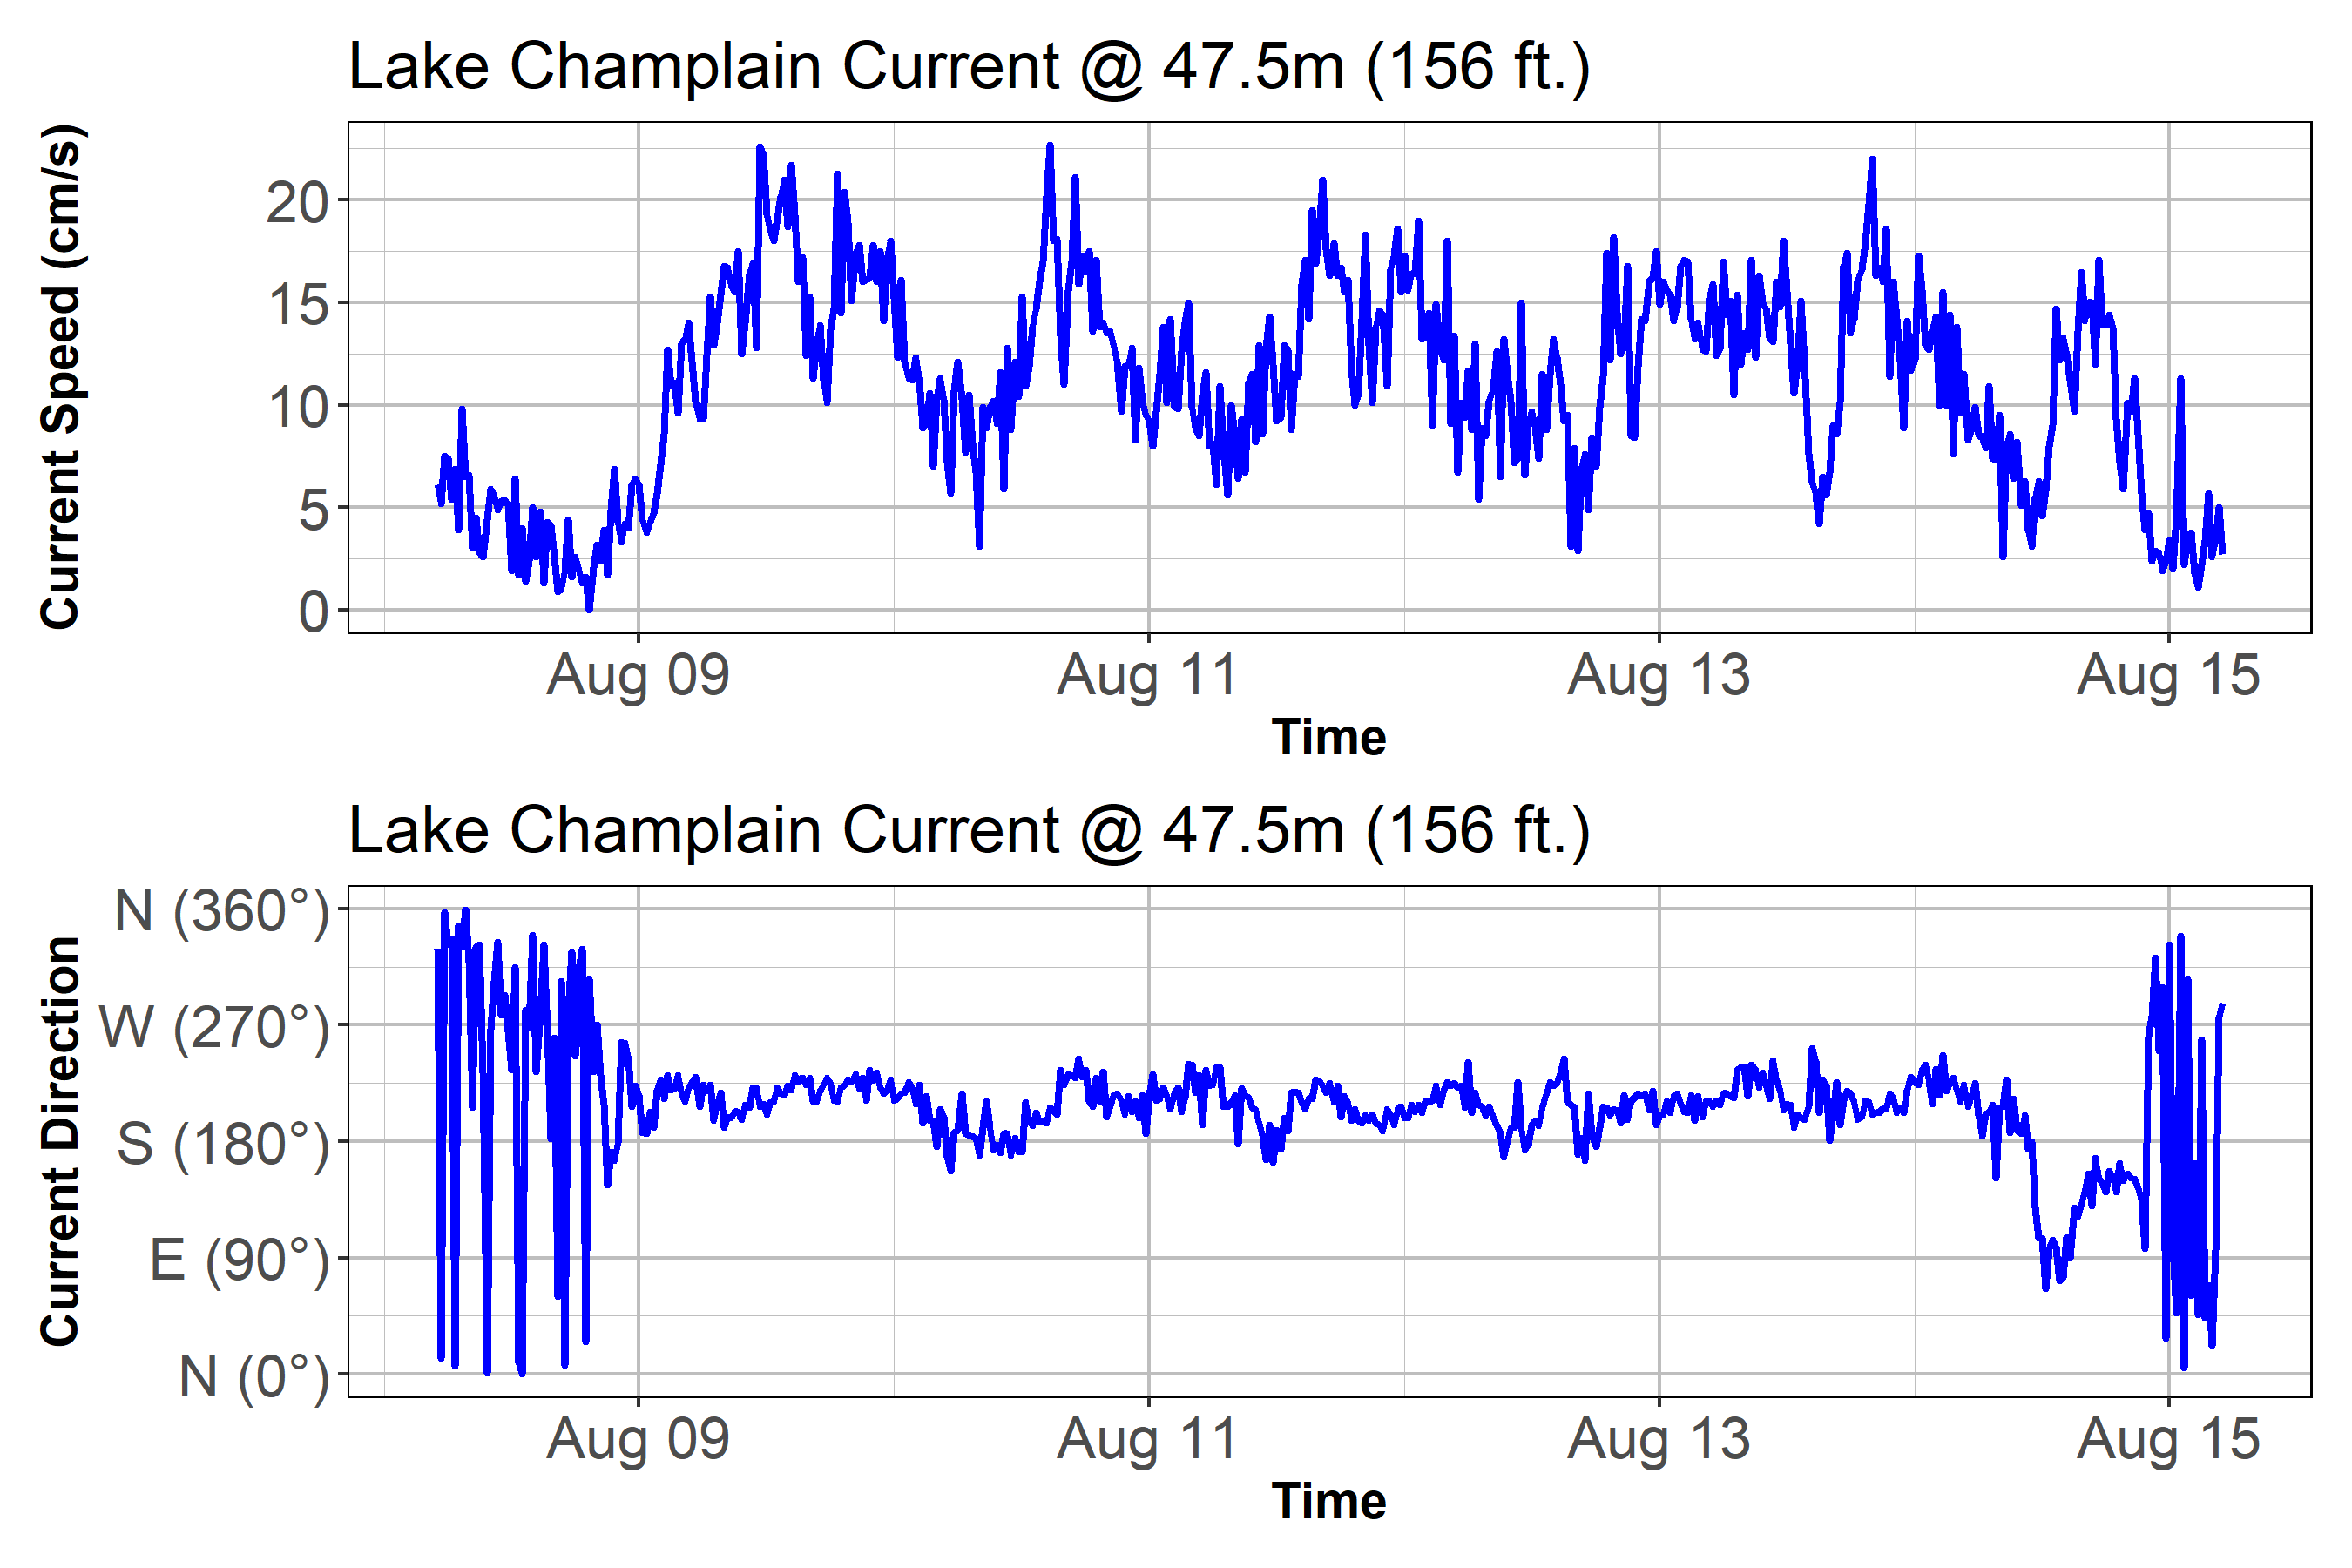 Lake Champlain Current @ 47.5m (156 ft.)
Current Speed (cm/s)
20
15
10
5
0
Aug 09 Aug 11 Aug 13 Aug 15
Time
Lake Champlain Current @ 47.5m (156 ft.)
Current Direction
N (360°)
W (270°)
S (180°)
E (90°)
N (0°)
Aug 09 Aug 11 Aug 13 Aug 15
Time